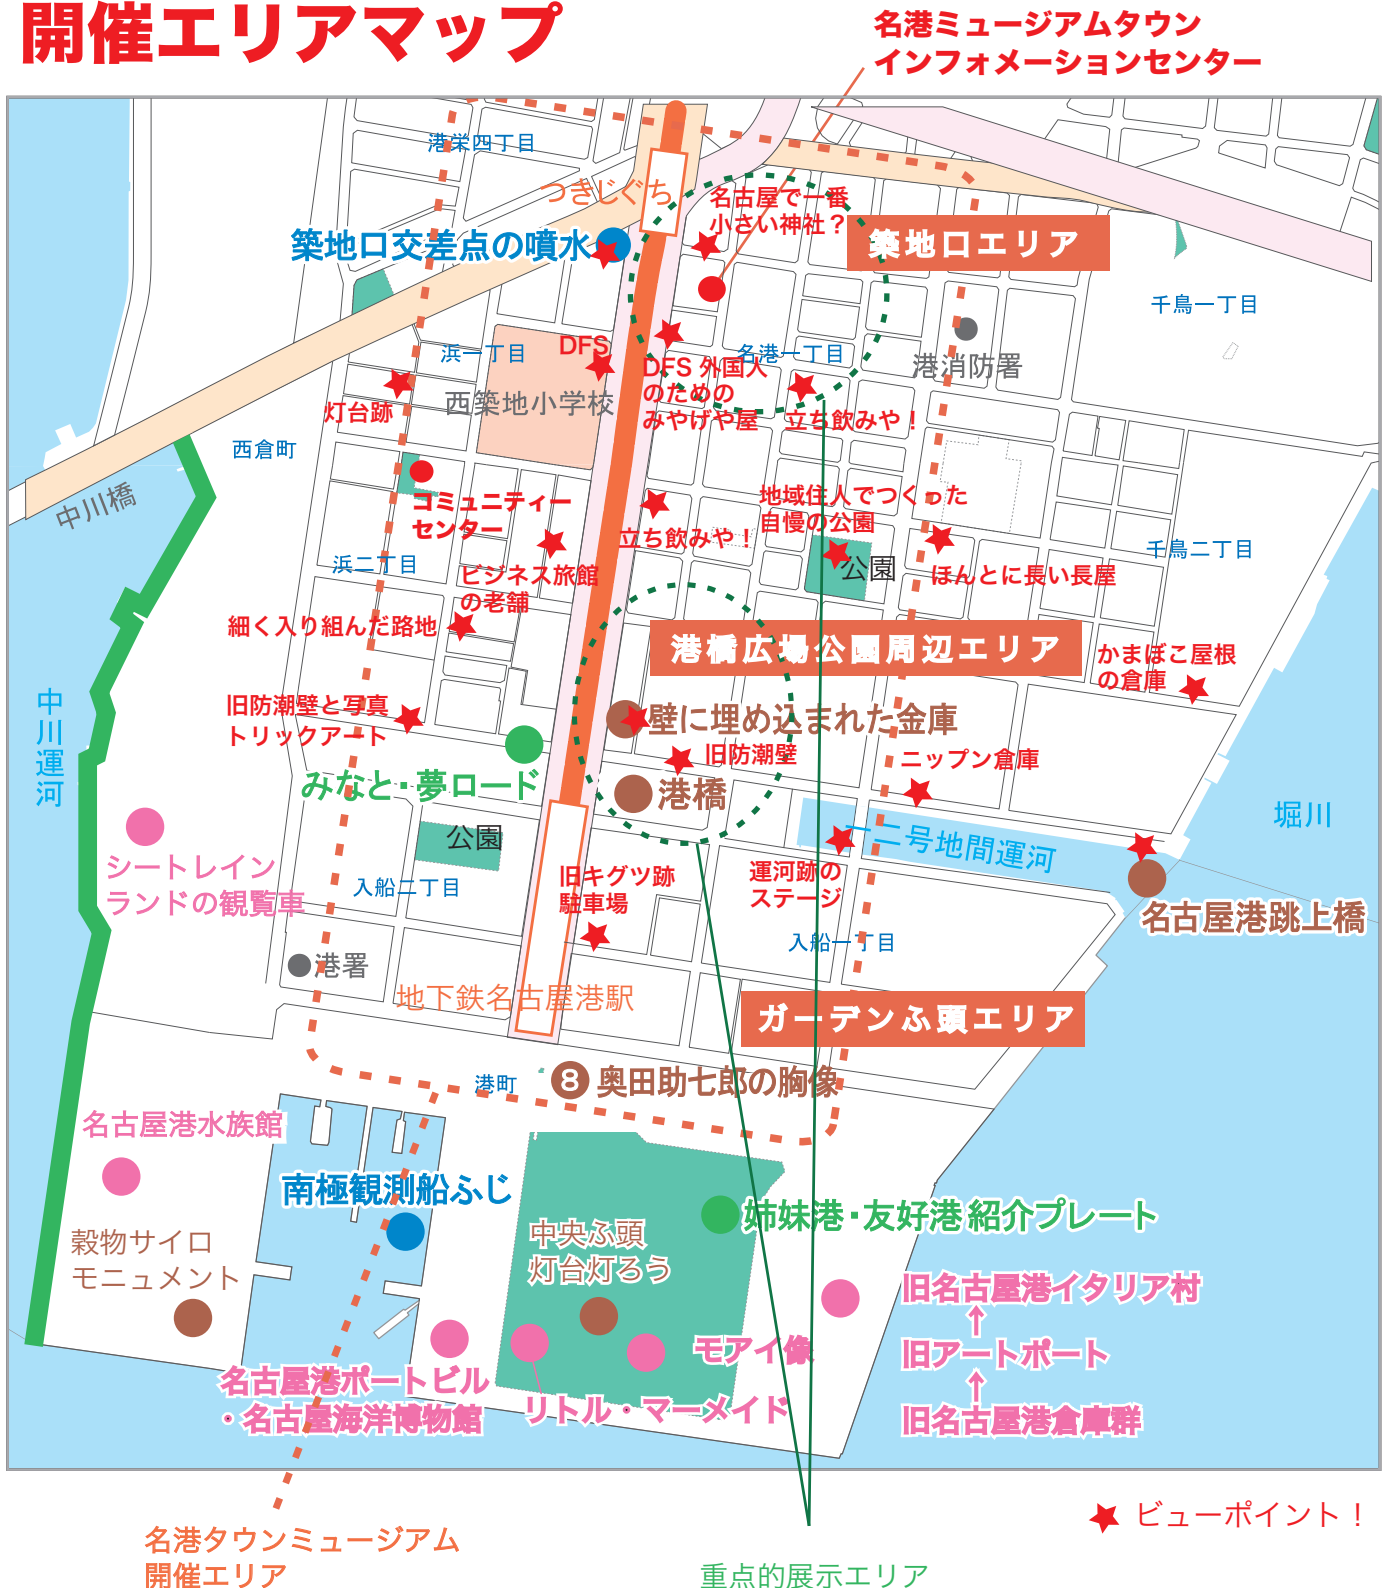 開催エリアマップ
名港ミュージアムタウン
インフォメーションセンター
港栄四丁目
つきじぐち
名古屋で一番
小さい神社？
築地口交差点の噴水
築地口エリア
千鳥一丁目
DFS
浜一丁目
名港一丁目
港消防署
DFS 外国人
のための
みやげや屋
西築地小学校
灯台跡
立ち飲みや！
西倉町
中川橋
コミュニティー
センター
地域住人でつくった
自慢の公園
立ち飲みや！
千鳥二丁目
浜二丁目
公園
ビジネス旅館
の老舗
ほんとに長い長屋
細く入り組んだ路地
港橋広場公園周辺エリア
かまぼこ屋根
の倉庫
中川運河
旧防潮壁と写真
トリックアート
壁に埋め込まれた金庫
旧防潮壁
ニップン倉庫
みなと・夢ロード
港橋
堀川
公園
一二号地間運河
シートレイン
ランドの観覧車
入船二丁目
旧キグツ跡
駐車場
運河跡の
ステージ
名古屋港跳上橋
入船一丁目
港署
地下鉄名古屋港駅
ガーデンふ頭エリア
港町
8 奥田助七郎の胸像
名古屋港水族館
南極観測船ふじ
姉妹港・友好港 紹介プレート
穀物サイロ
モニュメント
中央ふ頭
灯台灯ろう
旧名古屋港イタリア村
↑
旧アートポート
↑
旧名古屋港倉庫群
モアイ像
名古屋港ポートビル
・名古屋海洋博物館
リトル・マーメイド
ビューポイント！
名港タウンミュージアム
開催エリア
重点的展示エリア